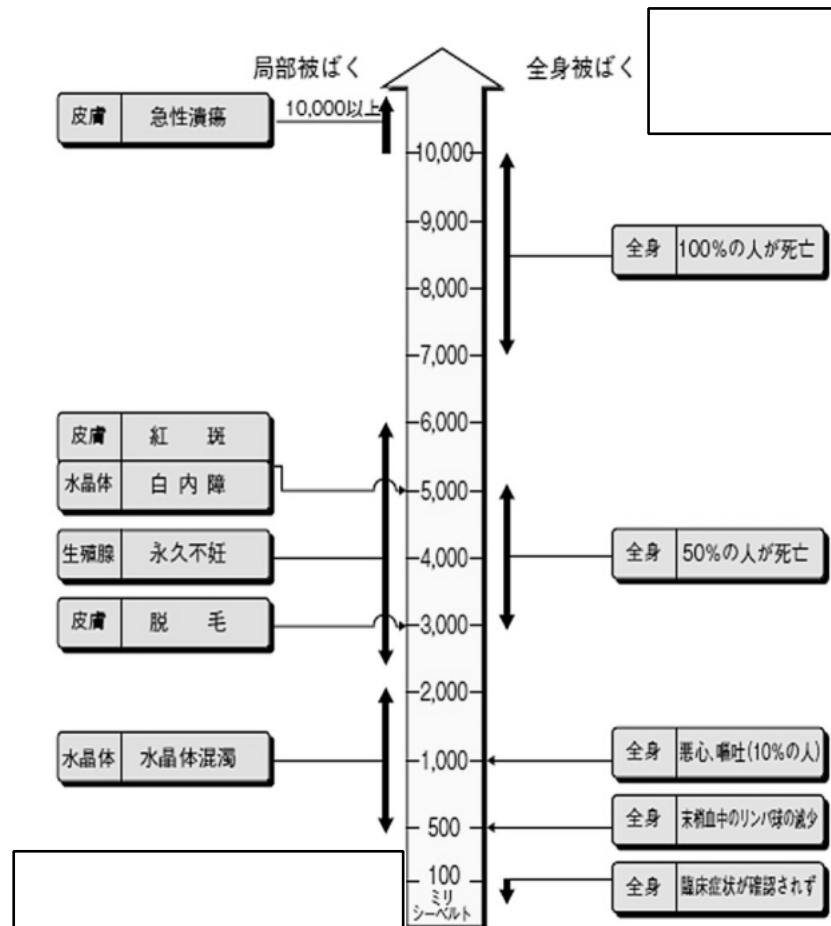 局部被ばく
全身被ばく
皮膚 急性潰瘍
10,000以上
10,000
9,000
全身 100%の人が死亡
8,000
7,000
6,000
皮膚 紅 斑
水晶体 白内障
5,000
生殖腺 永久不妊
4,000
全身 50%の人が死亡
皮膚 脱 毛
3,000
2,000
水晶体 水晶体混濁
1,000
全身 悪心、嘔吐(10%の人)
500
全身 末梢血中のリンパ球の減少
100
全身 臨床症状が確認されず
ミリ
シーベルト